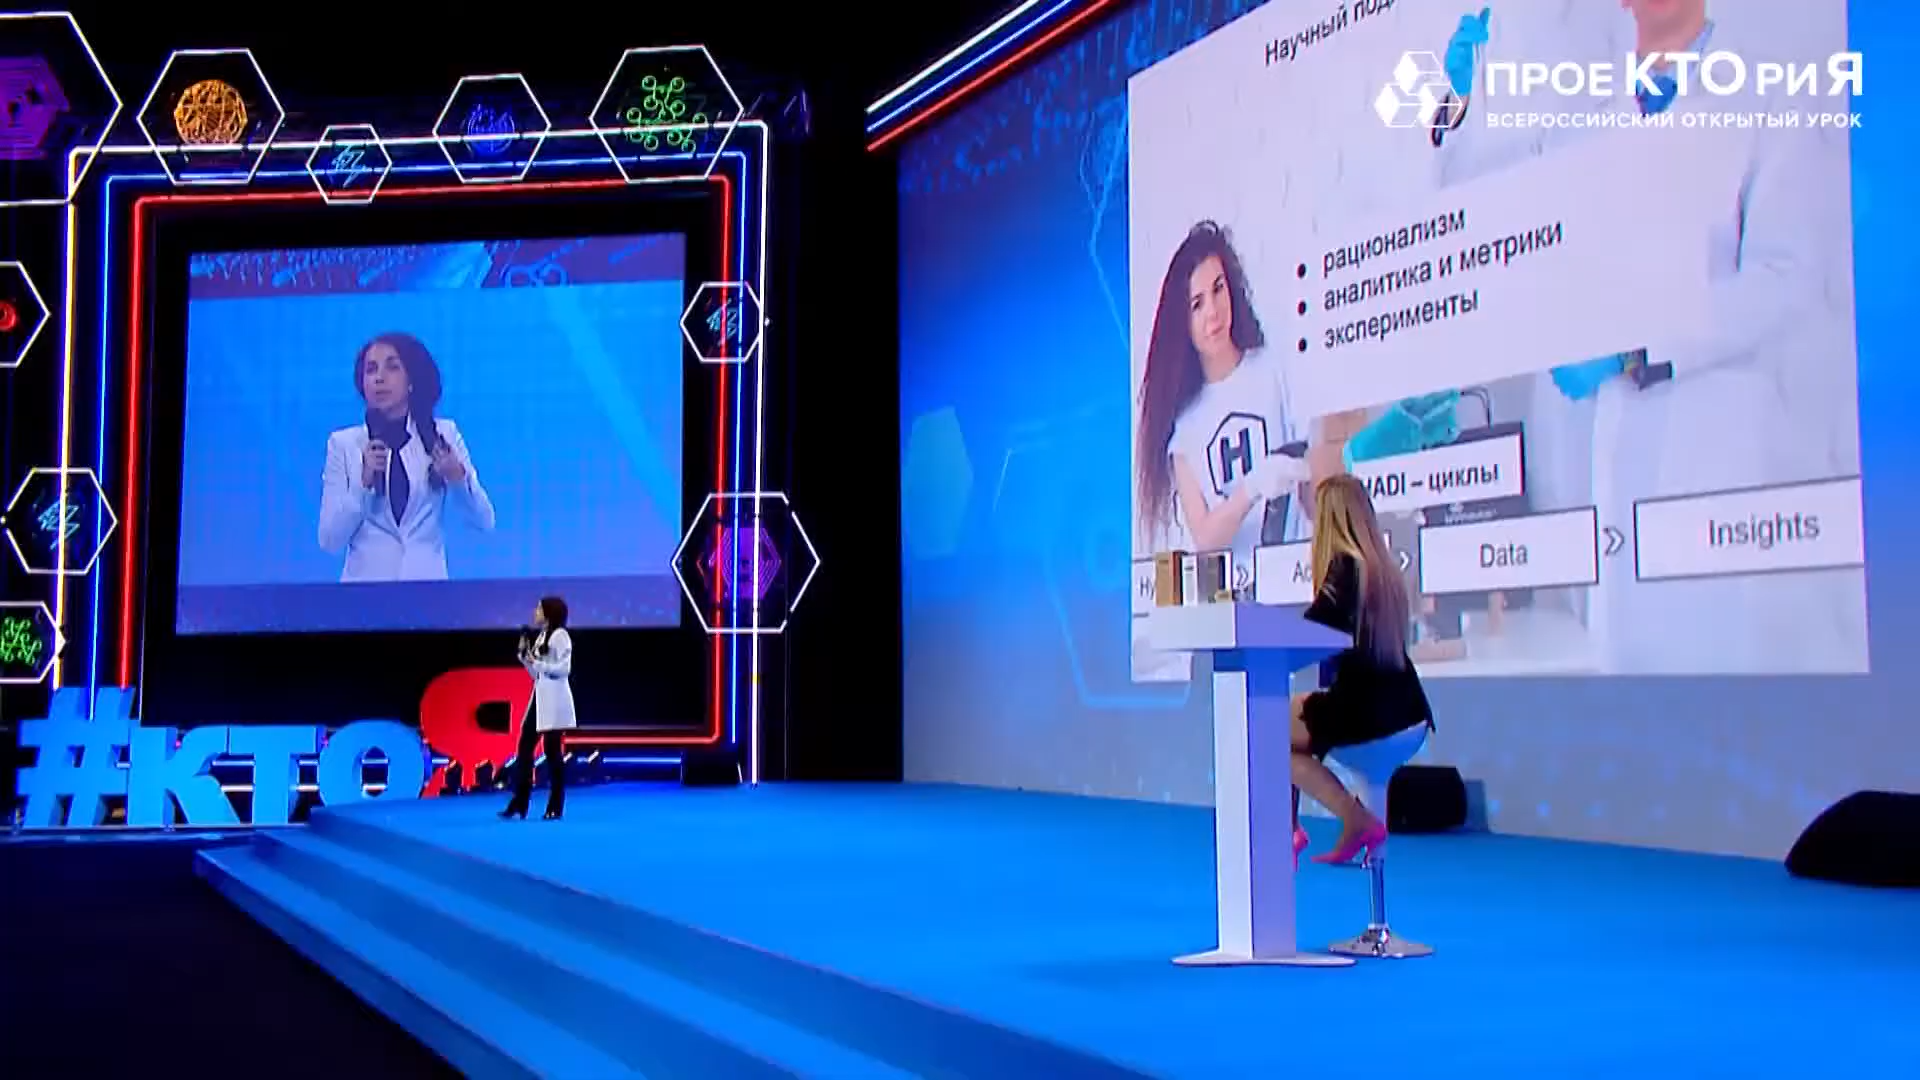 Научный
ПРОЕКТОРИЯ
ВСЕРОССИЙСКИЙ ОТКРЫТЫЙ УРОК
• рационализм
• аналитика и метрики
• эксперименты
H
– циклы
Data
Insights
#КТОЯ